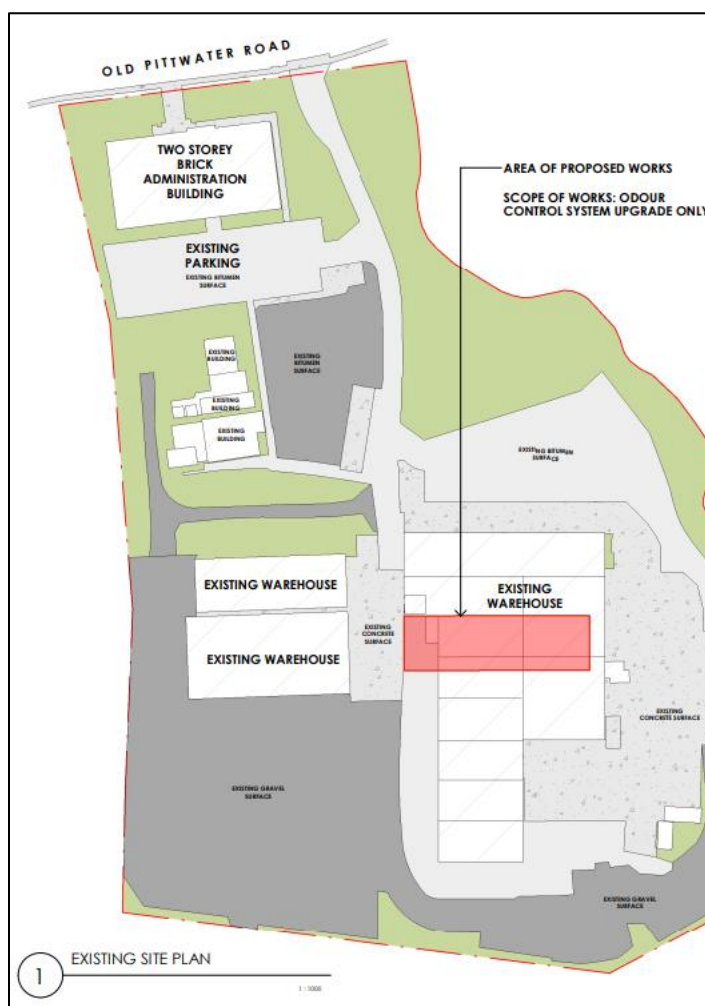 OLD PITTWATER ROAD
TWO STOREY
BRICK
ADMINISTRATION
BUILDING
AREA OF PROPOSED WORKS
SCOPE OF WORKS: ODOUR
CONTROL SYSTEM UPGRADE ONLY
EXISTING
PARKING
EXISTING BITUMEN
SURFACE
EXISTING
BUILDING
EXISTING
BITUMEN
SURFACE
EXISTING
BUILDING
EXISTING
BUILDING
EXISTING BITUMEN
SURFACE
EXISTING WAREHOUSE
EXISTING
WAREHOUSE
EXISTING
CONCRETE
SURFACE
EXISTING WAREHOUSE
EXISTING
CONCRETE SURFACE
EXISTING GRAVEL
SURFACE
EXISTING GRAVEL
SURFACE
1
EXISTING SITE PLAN
1 : 1000